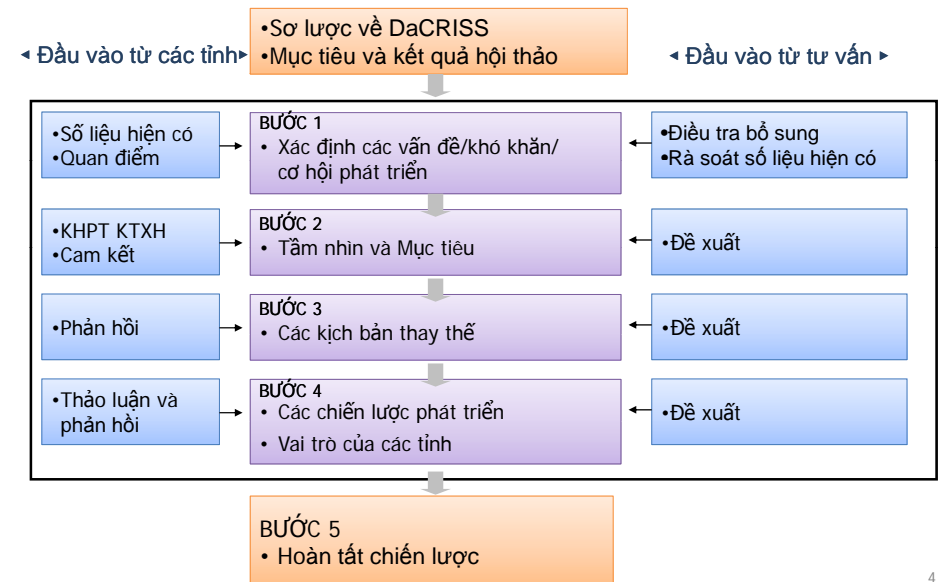 •Sơ lược về DaCRISS
•Mục tiêu và kết quả hội thảo
◄ Đầu vào từ các tỉnh►
◄ Đầu vào từ tư vấn ►
•Số liệu hiện có
•Quan điểm
BƯỚC 1
• Xác định các vấn đề/khó khăn/
cơ hội phát triển
•Điều tra bổ sung
•Rà soát số liệu hiện có
•KHPT KTXH
•Cam kết
BƯỚC 2
• Tầm nhìn và Mục tiêu
•Đề xuất
•Phản hồi
BƯỚC 3
• Các kịch bản thay thế
•Đề xuất
•Thảo luận và
phản hồi
BƯỚC 4
• Các chiến lược phát triển
• Vai trò của các tỉnh
•Đề xuất
BƯỚC 5
• Hoàn tất chiến lược
4